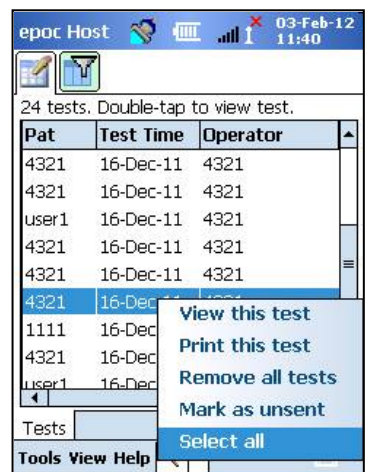 epoc Host 03-Feb-12
11:40
24 tests. Double-tap to view test.
Pat Test Time Operator
4321 16-Dec-11 4321
4321 16-Dec-11 4321
user1 16-Dec-11 4321
4321 16-Dec-11 4321
4321 16-Dec-11 4321
4321 16-Dec
View this test
1111 16-Dec
Print this test
4321 16-Dec
Remove all tests
user1 16-Dec
Mark as unsent
Tests
Select all
Tools View Help